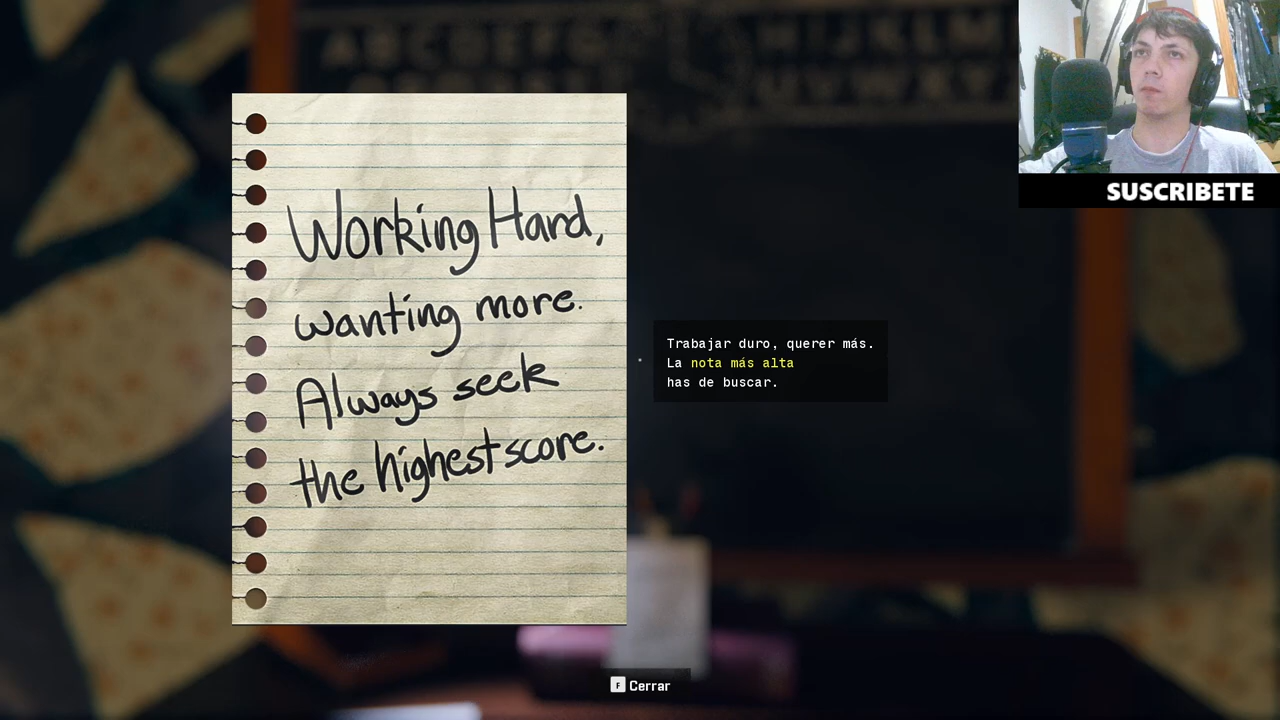 SUSCRIBETE
Working Hard,
wanting more.
Always seek
the highest score.
Trabajar duro, querer más.
La nota más alta
has de buscar.
F Cerrar